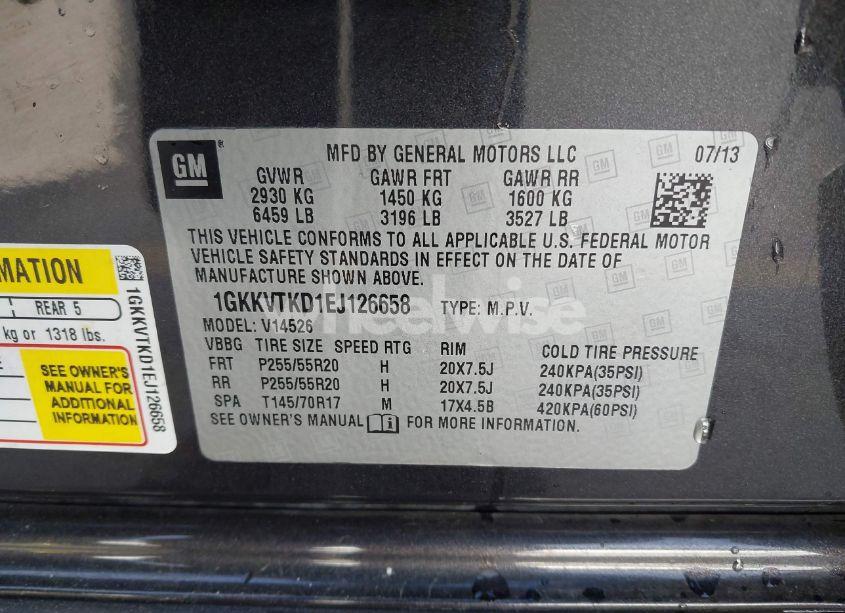 GM
MFD BY GENERAL MOTORS LLC 07/13
GVWR GAWR FRT GAWR RR
2930 KG 1450 KG 1600 KG
6459 LB 3196 LB 3527 LB
THIS VEHICLE CONFORMS TO ALL APPLICABLE U.S. FEDERAL MOTOR
VEHICLE SAFETY STANDARDS IN EFFECT ON THE DATE OF
MANUFACTURE SHOWN ABOVE.
1GKKVTKD1EJ126658 TYPE: M.P.V.
MODEL: V14526
VBBG TIRE SIZE SPEED RTG RIM COLD TIRE PRESSURE
FRT P255/55R20 H 20X7.5J 240KPA(35PSI)
RR P255/55R20 H 20X7.5J 240KPA(35PSI)
SPA T145/70R17 M 17X4.5B 420KPA(60PSI)
SEE OWNER'S MANUAL FOR MORE INFORMATION.
REAR 5
kg or 1318 lbs.
SEE OWNER'S
MANUAL FOR
ADDITIONAL
INFORMATION
1GKKVTKD1EJ126658
wheelwise